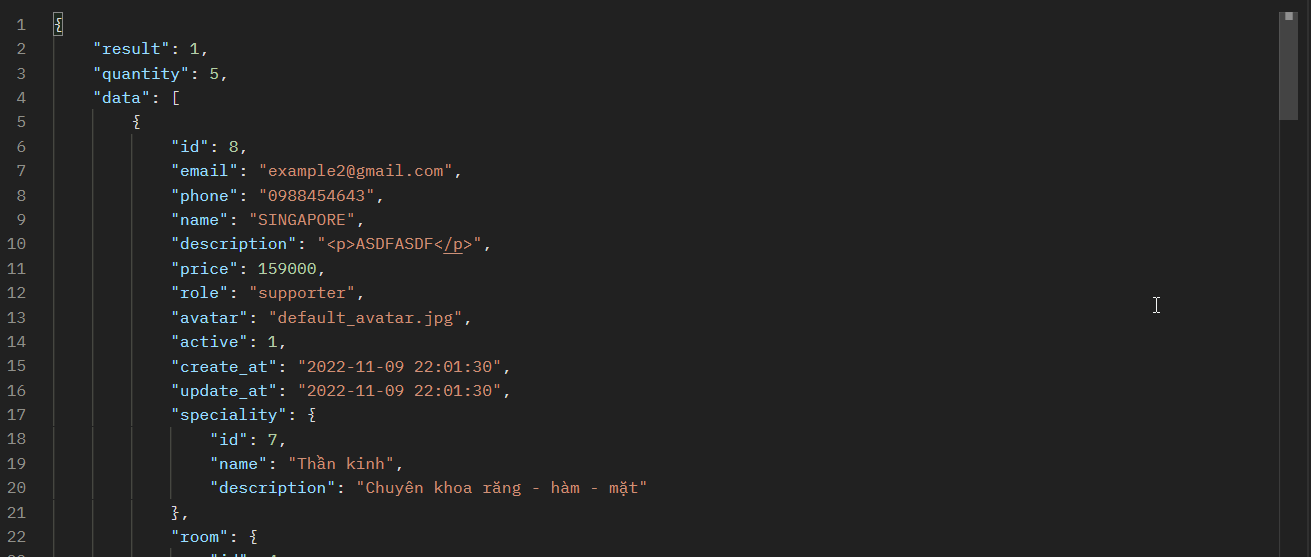 1 {
2 "result": 1,
3 "quantity": 5,
4 "data": [
5 {
6 "id": 8,
7 "email": "example2@gmail.com",
8 "phone": "0988454643",
9 "name": "SINGAPORE",
10 "description": "<p>ASDFASDF</p>",
11 "price": 159000,
12 "role": "supporter",
13 "avatar": "default_avatar.jpg",
14 "active": 1,
15 "create_at": "2022-11-09 22:01:30",
16 "update_at": "2022-11-09 22:01:30",
17 "speciality": {
18 "id": 7,
19 "name": "Thần kinh",
20 "description": "Chuyên khoa răng - hàm - mặt"
21 },
22 "room": {